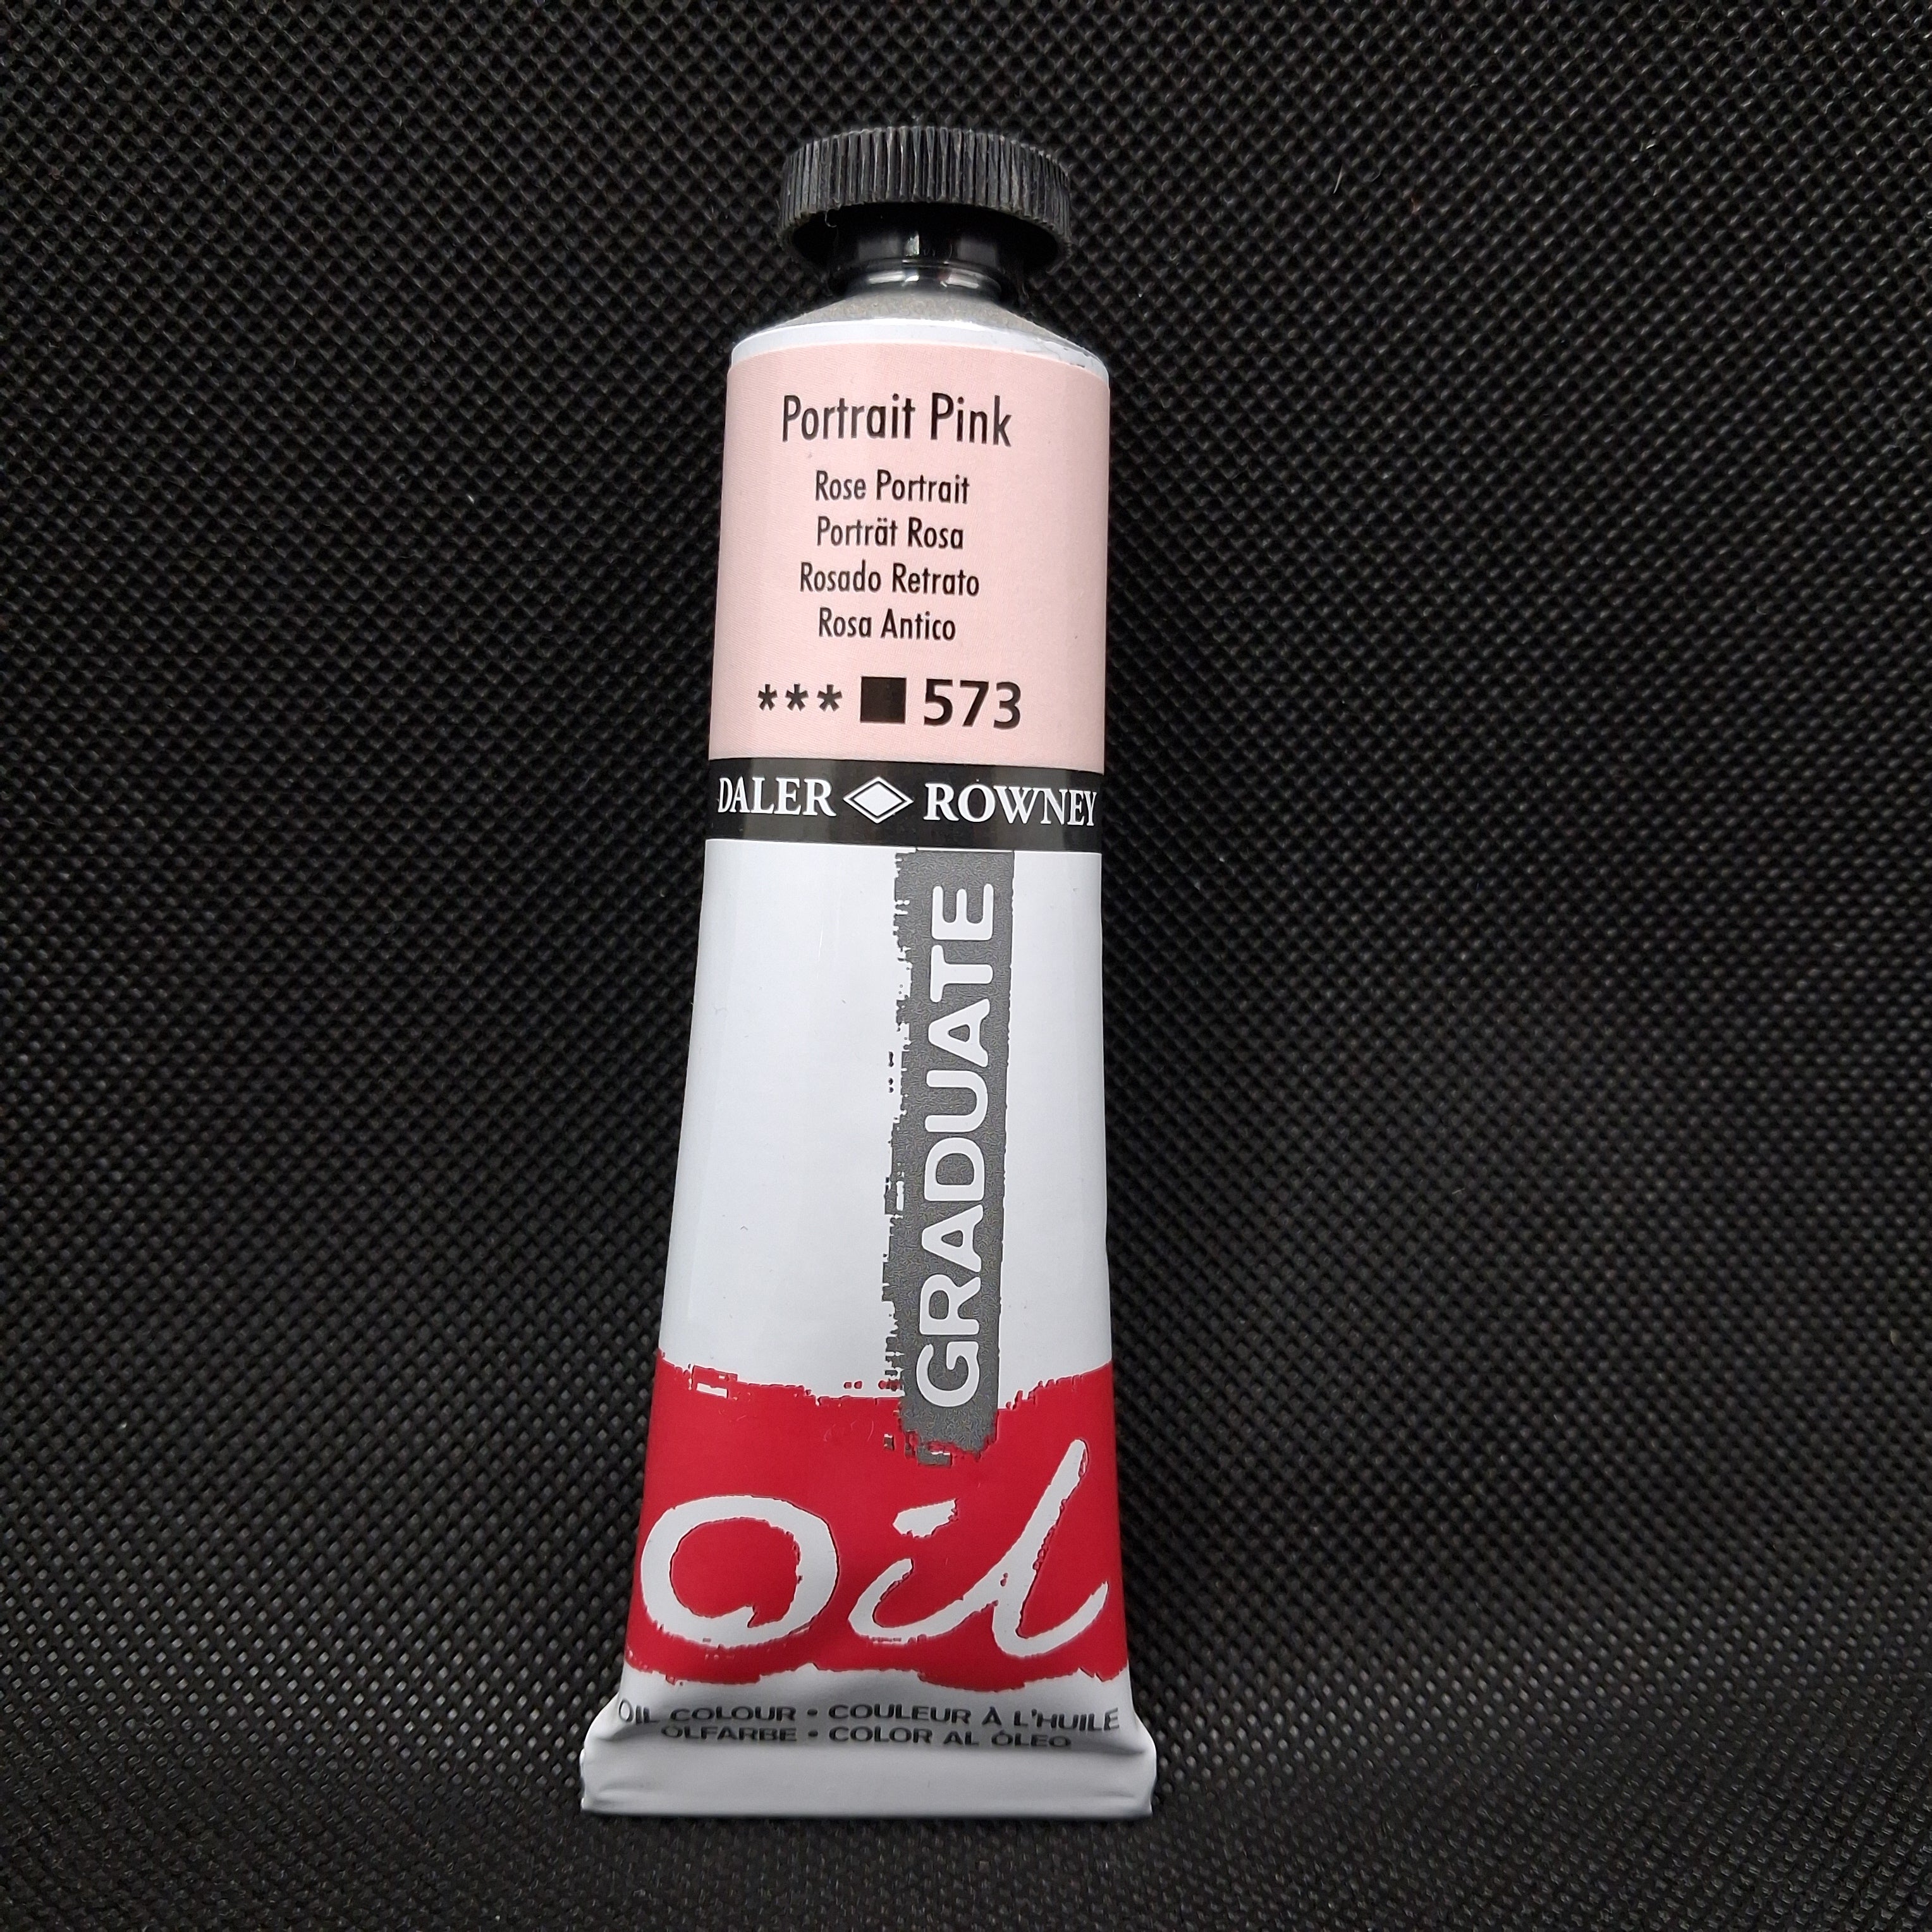 Portrait Pink
Rose Portrait
Porträt Rosa
Rosado Retrato
Rosa Antico
*** ■ 573
DALER ROWNEY
GRADUATE
Oil
OIL COLOUR • COULEUR À L'HUILE
ÖLFARBE • COLOR AL ÓLEO